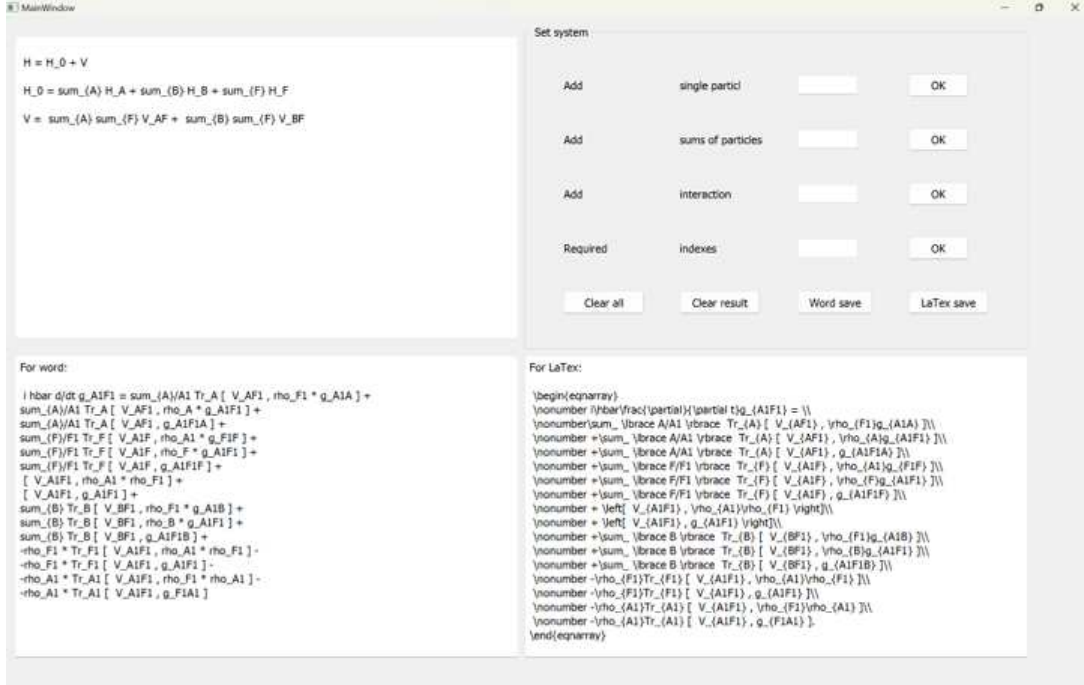 MainWindow
H = H_0 + V
H_0 = sum_{A} H_A + sum_{B} H_B + sum_{F} H_F
V = sum_{A} sum_{F} V_AF + sum_{B} sum_{F} V_BF
Set system
Add single particl OK
Add sums of particles OK
Add interaction OK
Required indexes OK
Clear all Clear result Word save LaTex save
For word:
i hbar d/dt g_A1F1 = sum_{A}/A1 Tr_A [ V_AF1 , rho_F1 * g_A1A ] +
sum_{A}/A1 Tr_A [ V_AF1 , rho_A * g_A1F1 ] +
sum_{A}/A1 Tr_A [ V_AF1 , g_A1F1A ] +
sum_{F}/F1 Tr_F [ V_A1F , rho_A1 * g_F1F ] +
sum_{F}/F1 Tr_F [ V_A1F , rho_F * g_A1F1 ] +
sum_{F}/F1 Tr_F [ V_A1F , g_A1F1F ] +
[ V_A1F1 , rho_A1 * rho_F1 ] +
[ V_A1F1 , g_A1F1 ] +
sum_{B} Tr_B [ V_BF1 , rho_F1 * g_A1B ] +
sum_{B} Tr_B [ V_BF1 , rho_B * g_A1F1 ] +
sum_{B} Tr_B [ V_BF1 , g_A1F1B ] +
-rho_F1 * Tr_F1 [ V_A1F1 , rho_A1 * rho_F1 ] -
-rho_F1 * Tr_F1 [ V_A1F1 , g_A1F1 ] -
-rho_A1 * Tr_A1 [ V_A1F1 , rho_F1 * rho_A1 ] -
-rho_A1 * Tr_A1 [ V_A1F1 , g_F1A1 ]
For LaTex:
\begin{eqnarray}
\nonumber i\hbar\frac{\partial}{\partial t}g_{A1F1} = \\
\nonumber\sum_ \lbrace A/A1 \rbrace Tr_{A} [ V_{AF1} , \rho_{F1}g_{A1A} ]\\
\nonumber +\sum_ \lbrace A/A1 \rbrace Tr_{A} [ V_{AF1} , \rho_{A}g_{A1F1} ]\\
\nonumber +\sum_ \lbrace A/A1 \rbrace Tr_{A} [ V_{AF1} , g_{A1F1A} ]\\
\nonumber +\sum_ \lbrace F/F1 \rbrace Tr_{F} [ V_{A1F} , \rho_{A1}g_{F1F} ]\\
\nonumber +\sum_ \lbrace F/F1 \rbrace Tr_{F} [ V_{A1F} , \rho_{F}g_{A1F1} ]\\
\nonumber +\sum_ \lbrace F/F1 \rbrace Tr_{F} [ V_{A1F} , g_{A1F1F} ]\\
\nonumber + \left[ V_{A1F1} , \rho_{A1}\rho_{F1} \right]\\
\nonumber + \left[ V_{A1F1} , g_{A1F1} \right]\\
\nonumber +\sum_ \lbrace B \rbrace Tr_{B} [ V_{BF1} , \rho_{F1}g_{A1B} ]\\
\nonumber +\sum_ \lbrace B \rbrace Tr_{B} [ V_{BF1} , \rho_{B}g_{A1F1} ]\\
\nonumber +\sum_ \lbrace B \rbrace Tr_{B} [ V_{BF1} , g_{A1F1B} ]\\
\nonumber -\rho_{F1}Tr_{F1} [ V_{A1F1} , \rho_{A1}\rho_{F1} ]\\
\nonumber -\rho_{F1}Tr_{F1} [ V_{A1F1} , g_{A1F1} ]\\
\nonumber -\rho_{A1}Tr_{A1} [ V_{A1F1} , \rho_{F1}\rho_{A1} ]\\
\nonumber -\rho_{A1}Tr_{A1} [ V_{A1F1} , g_{F1A1} ].
\end{eqnarray}